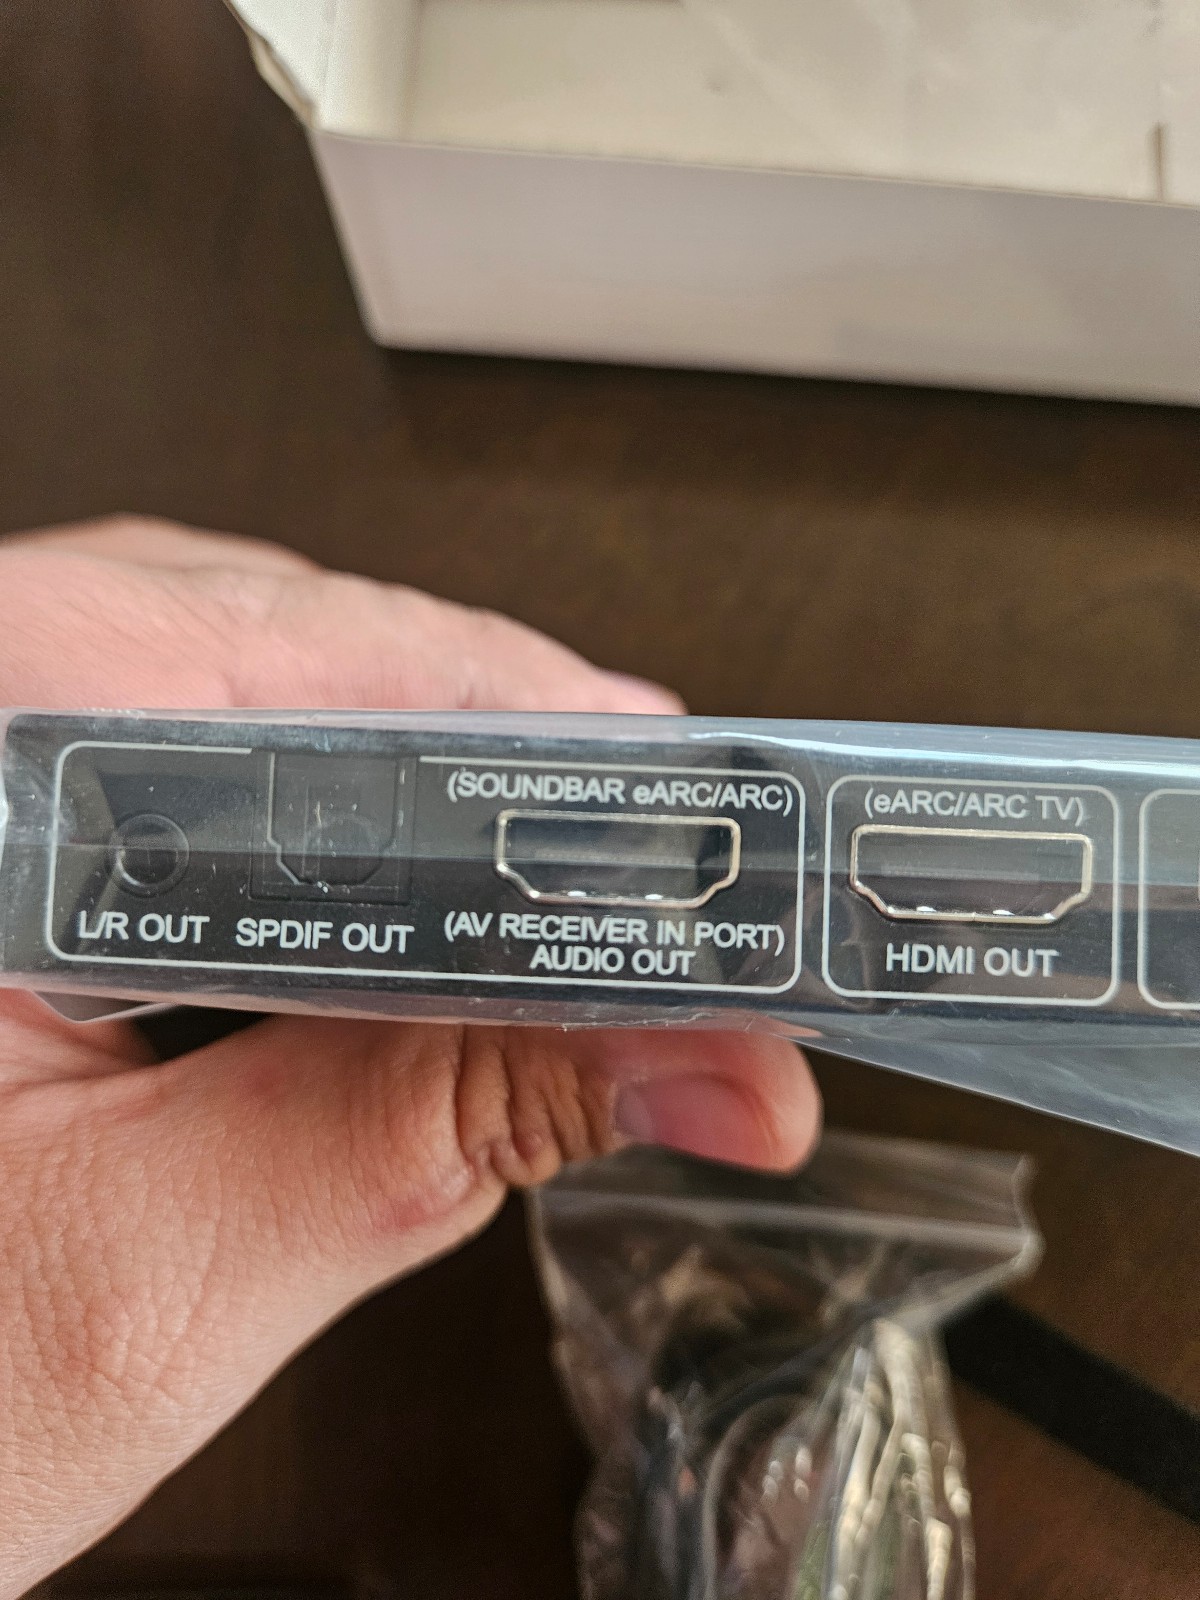 (SOUNDBAR eARC/ARC)
(eARC/ARC TV)
L/R OUT
SPDIF OUT
(AV RECEIVER IN PORT)
AUDIO OUT
HDMI OUT